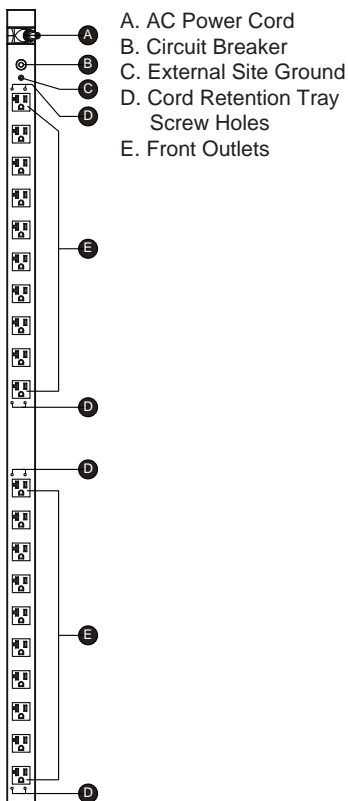 A
B
C
D
E
D
D
E
D
A. AC Power Cord
B. Circuit Breaker
C. External Site Ground
D. Cord Retention Tray
Screw Holes
E. Front Outlets